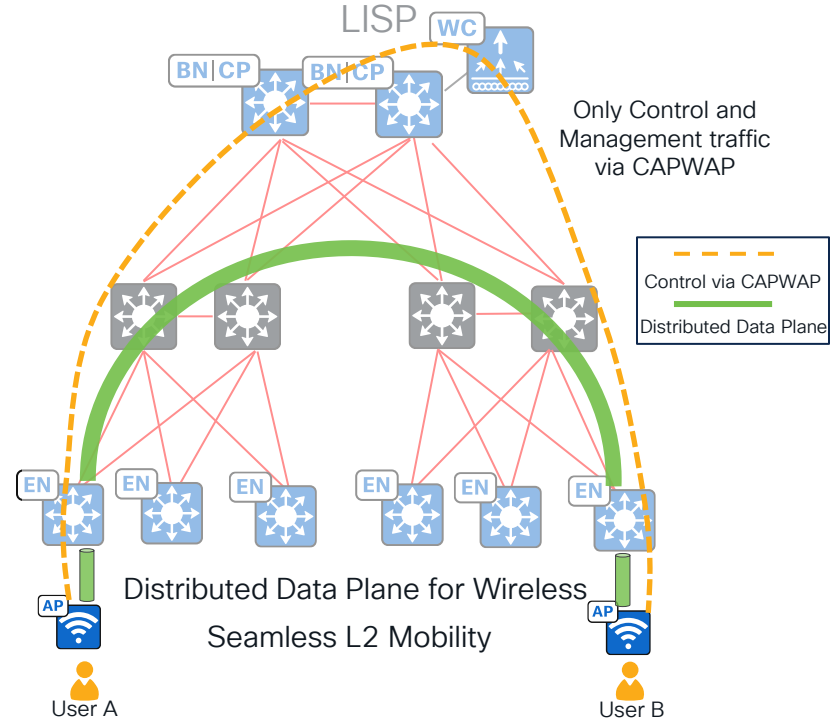 LISP
WC
BN|CP
BN|CP
Only Control and
Management traffic
via CAPWAP
Control via CAPWAP
Distributed Data Plane
EN
EN
EN
EN
EN
EN
Distributed Data Plane for Wireless
Seamless L2 Mobility
AP
AP
User A
User B